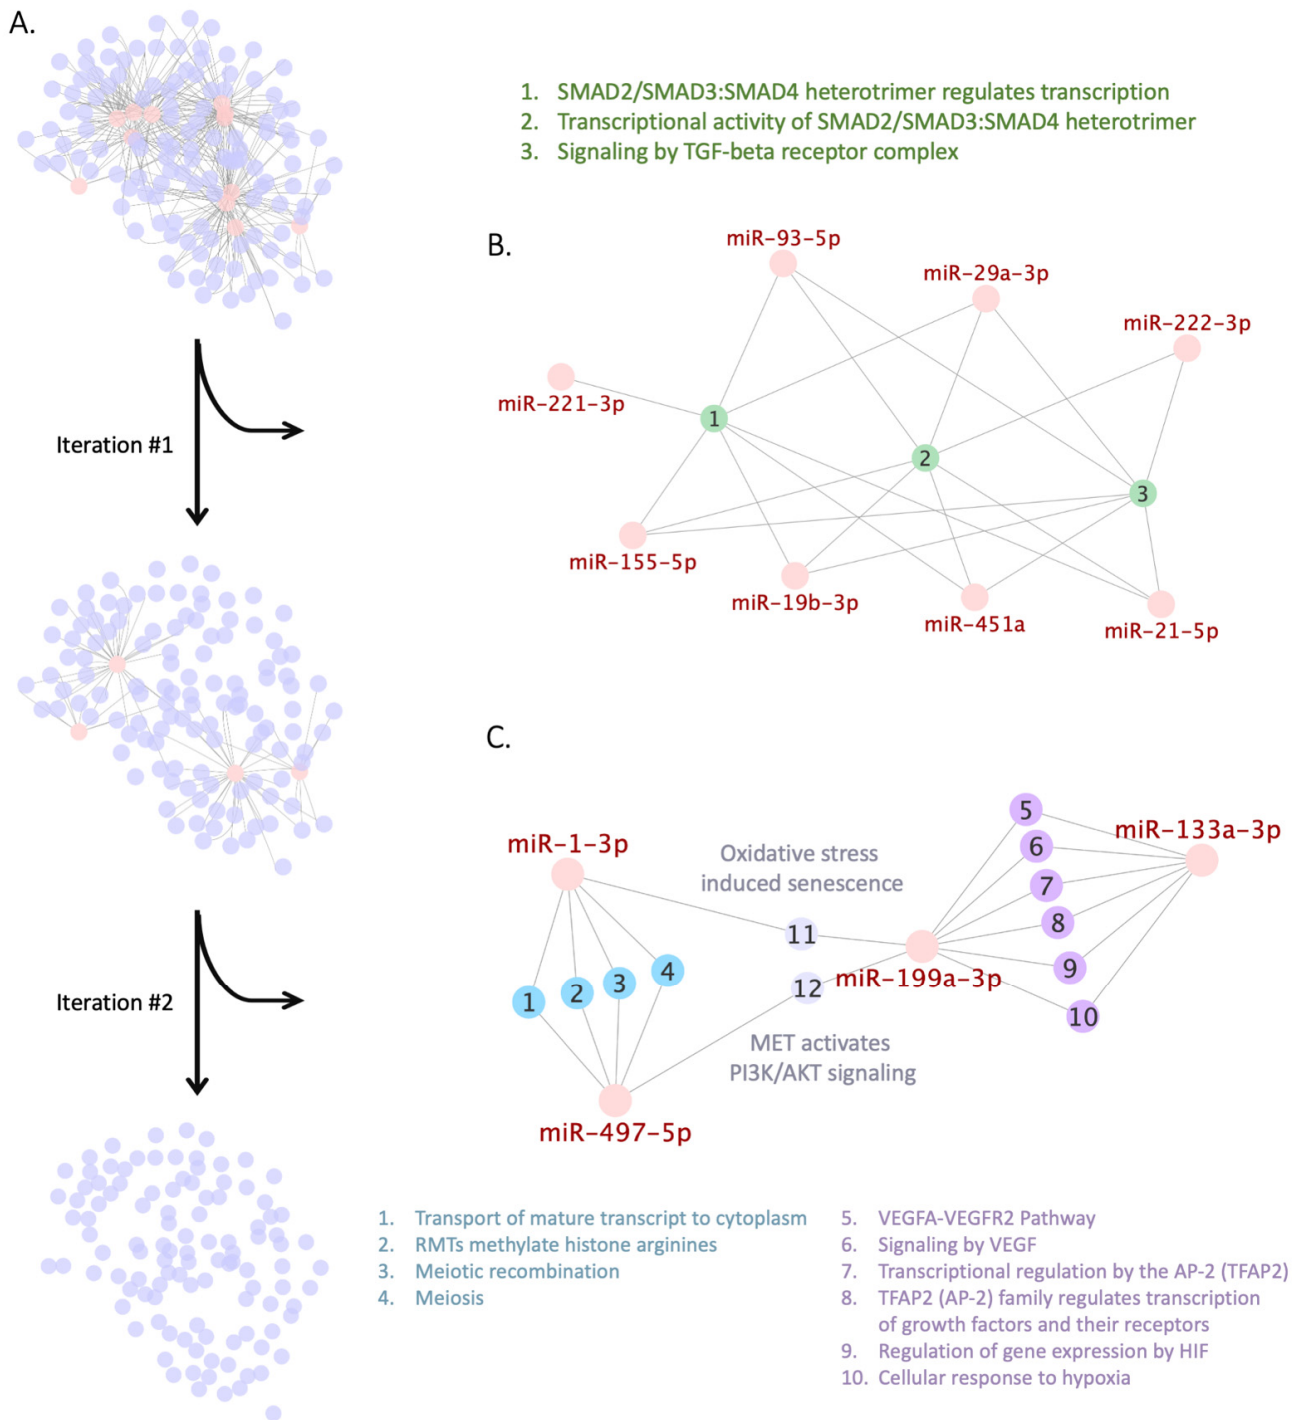 A.
1. SMAD2/SMAD3:SMAD4 heterotrimer regulates transcription
2. Transcriptional activity of SMAD2/SMAD3:SMAD4 heterotrimer
3. Signaling by TGF-beta receptor complex
B.
miR-93-5p
miR-29a-3p
miR-222-3p
miR-221-3p
1
2
3
miR-155-5p
miR-19b-3p
miR-451a
miR-21-5p
Iteration #1
C.
miR-1-3p
Oxidative stress
induced senescence
miR-133a-3p
5
6
7
8
9
10
11
12
miR-199a-3p
1
2
3
4
MET activates
PI3K/AKT signaling
miR-497-5p
Iteration #2
1. Transport of mature transcript to cytoplasm
2. RMTs methylate histone arginines
3. Meiotic recombination
4. Meiosis
5. VEGFA-VEGFR2 Pathway
6. Signaling by VEGF
7. Transcriptional regulation by the AP-2 (TFAP2)
8. TFAP2 (AP-2) family regulates transcription
of growth factors and their receptors
9. Regulation of gene expression by HIF
10. Cellular response to hypoxia